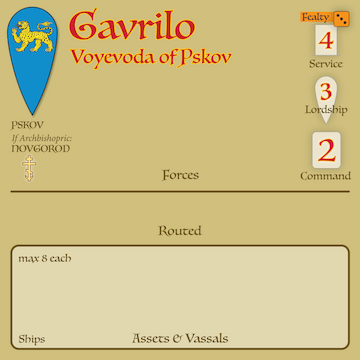 Gavrilo
Voyevoda of Pskov
Fealty
4
Service
3
Lordship
2
Command
PSKOV
If Archbishopric:
NOVGOROD
Forces
Routed
max 8 each
Ships
Assets & Vassals